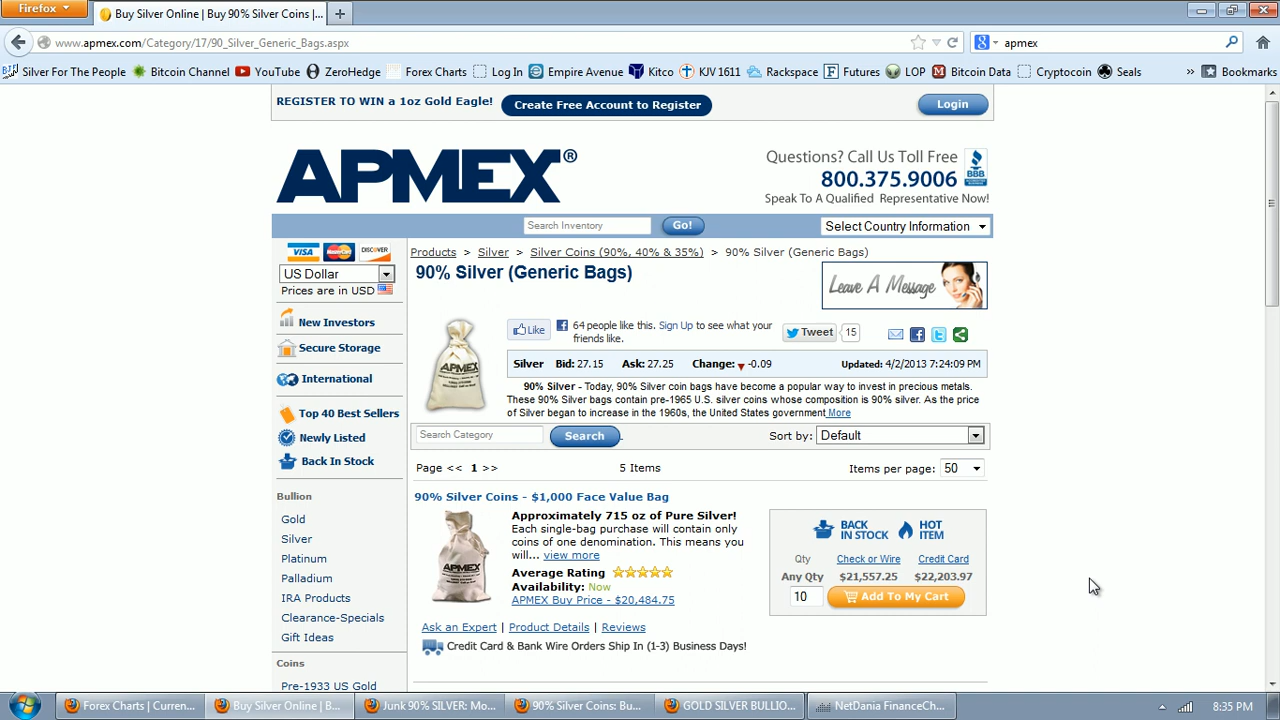 Firefox
Buy Silver Online | Buy 90% Silver Coins |...
www.apmex.com/Category/17/90_Silver_Generic_Bags.aspx
apmex
Silver For The People
Bitcoin Channel
YouTube
ZeroHedge
Forex Charts
Log In
Empire Avenue
Kitco
KJV 1611
Rackspace
Futures
LOP
Bitcoin Data
Cryptocoin
Seals
»
Bookmarks
REGISTER TO WIN a 1oz Gold Eagle!
Create Free Account to Register
Login
APMEX®
Questions? Call Us Toll Free
800.375.9006
Speak To A Qualified Representative Now!
BBB
Search Inventory
Go!
Select Country Information
VISA
MasterCard
DISCOVER
US Dollar
Prices are in USD
New Investors
Secure Storage
International
Top 40 Best Sellers
Newly Listed
Back In Stock
Bullion
Gold
Silver
Platinum
Palladium
IRA Products
Clearance-Specials
Gift Ideas
Coins
Pre-1933 US Gold
Products > Silver > Silver Coins (90%, 40% & 35%) > 90% Silver (Generic Bags)
90% Silver (Generic Bags)
Leave A Message
APMEX
Like
64 people like this. Sign Up to see what your
friends like.
Tweet
15
Silver Bid: 27.15 Ask: 27.25 Change: -0.09 Updated: 4/2/2013 7:24:09 PM
90% Silver - Today, 90% Silver coin bags have become a popular way to invest in precious metals.
These 90% Silver bags contain pre-1965 U.S. silver coins whose composition is 90% silver. As the price
of Silver began to increase in the 1960s, the United States government More
Search Category
Search
Sort by:
Default
Page << 1 >>
5 Items
Items per page:
50
90% Silver Coins - $1,000 Face Value Bag
APMEX
Approximately 715 oz of Pure Silver!
Each single-bag purchase will contain only
coins of one denomination. This means you
will... view more
Average Rating
Availability: Now
APMEX Buy Price - $20,484.75
BACK
IN STOCK
HOT
ITEM
Qty Check or Wire Credit Card
Any Qty $21,557.25 $22,203.97
10
Add To My Cart
Ask an Expert | Product Details | Reviews
Credit Card & Bank Wire Orders Ship In (1-3) Business Days!
Forex Charts | Curren...
Buy Silver Online | B...
Junk 90% SILVER: Mo...
90% Silver Coins: Bu...
GOLD SILVER BULLIO...
NetDania FinanceCh...
8:35 PM